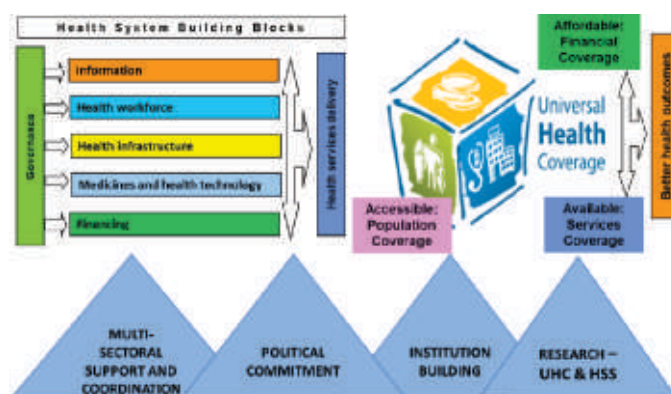 Health System Building Blocks
Governance
Information
Health workforce
Health infrastructure
Medicines and health technology
Financing
Health services delivery
Universal
Health
Coverage
Affordable:
Financial
Coverage
Accessible:
Population
Coverage
Available:
Services
Coverage
Better health outcomes
MULTI-
SECTORAL
SUPPORT AND
COORDINATION
POLITICAL
COMMITMENT
INSTITUTION
BUILDING
RESEARCH –
UHC & HSS